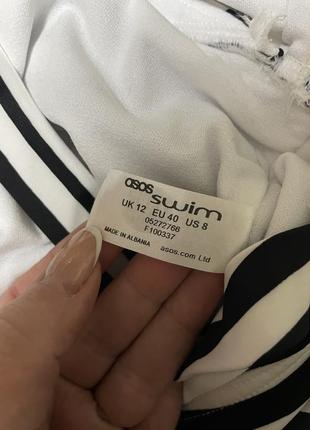 asos swim
UK 12 EU 40 US 8
05272766
F100337
MADE IN ALBANIA asos.com Ltd